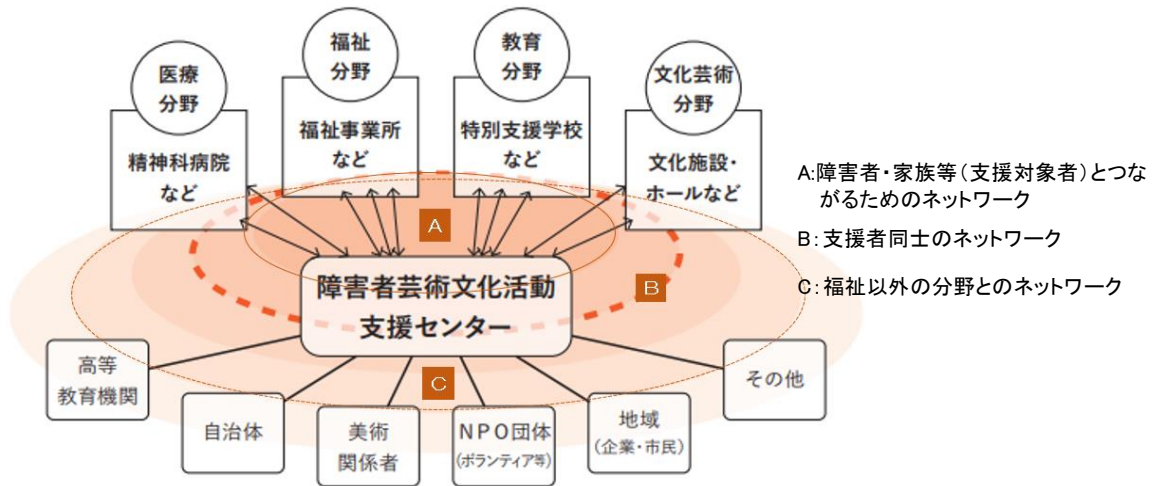 医療
分野
精神科病院
など
福祉
分野
福祉事業所
など
教育
分野
特別支援学校
など
文化芸術
分野
文化施設・
ホールなど
A
B
C
障害者芸術文化活動
支援センター
高等
教育機関
自治体
美術
関係者
NPO団体
(ボランティア等)
地域
(企業・市民)
その他
A:障害者・家族等(支援対象者)とつな
がるためのネットワーク
B:支援者同士のネットワーク
C:福祉以外の分野とのネットワーク